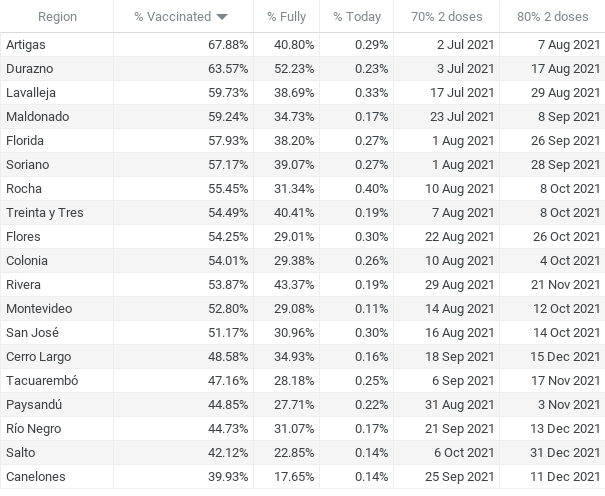 Region % Vaccinated % Fully % Today 70% 2 doses 80% 2 doses
Artigas 67.88% 40.80% 0.29% 2 Jul 2021 7 Aug 2021
Durazno 63.57% 52.23% 0.23% 3 Jul 2021 17 Aug 2021
Lavalleja 59.73% 38.69% 0.33% 17 Jul 2021 29 Aug 2021
Maldonado 59.24% 34.73% 0.17% 23 Jul 2021 8 Sep 2021
Florida 57.93% 38.20% 0.27% 1 Aug 2021 26 Sep 2021
Soriano 57.17% 39.07% 0.27% 1 Aug 2021 28 Sep 2021
Rocha 55.45% 31.34% 0.40% 10 Aug 2021 8 Oct 2021
Treinta y Tres 54.49% 40.41% 0.19% 7 Aug 2021 8 Oct 2021
Flores 54.25% 29.01% 0.30% 22 Aug 2021 26 Oct 2021
Colonia 54.01% 29.38% 0.26% 10 Aug 2021 4 Oct 2021
Rivera 53.87% 43.37% 0.19% 29 Aug 2021 21 Nov 2021
Montevideo 52.80% 29.08% 0.11% 14 Aug 2021 12 Oct 2021
San José 51.17% 30.96% 0.30% 16 Aug 2021 14 Oct 2021
Cerro Largo 48.58% 34.93% 0.16% 18 Sep 2021 15 Dec 2021
Tacuarembó 47.16% 28.18% 0.25% 6 Sep 2021 17 Nov 2021
Paysandú 44.85% 27.71% 0.22% 31 Aug 2021 3 Nov 2021
Río Negro 44.73% 31.07% 0.17% 21 Sep 2021 13 Dec 2021
Salto 42.12% 22.85% 0.14% 6 Oct 2021 31 Dec 2021
Canelones 39.93% 17.65% 0.14% 25 Sep 2021 11 Dec 2021